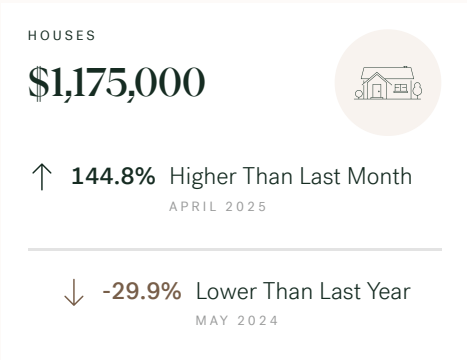 HOUSES
$1,175,000
144.8% Higher Than Last Month
APRIL 2025
-29.9% Lower Than Last Year
MAY 2024